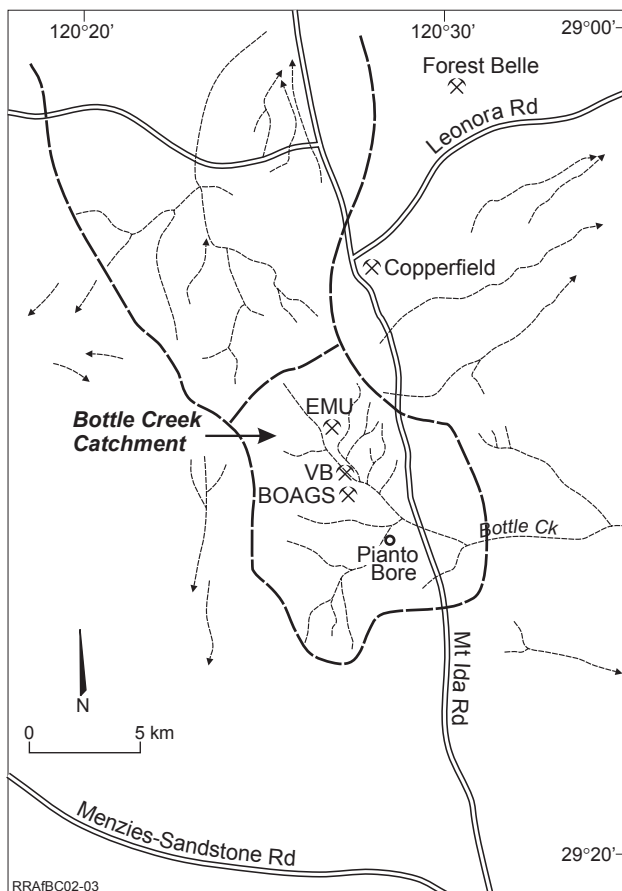 120°20'
120°30'
29°00'
Forest Belle
Leonora Rd
Copperfield
EMU
Bottle Creek
Catchment
VB
BOAGS
Bottle Ck
Pianto
Bore
Mt Ida Rd
N
0
5 km
Menzies-Sandstone Rd
29°20'
RRAfBC02-03